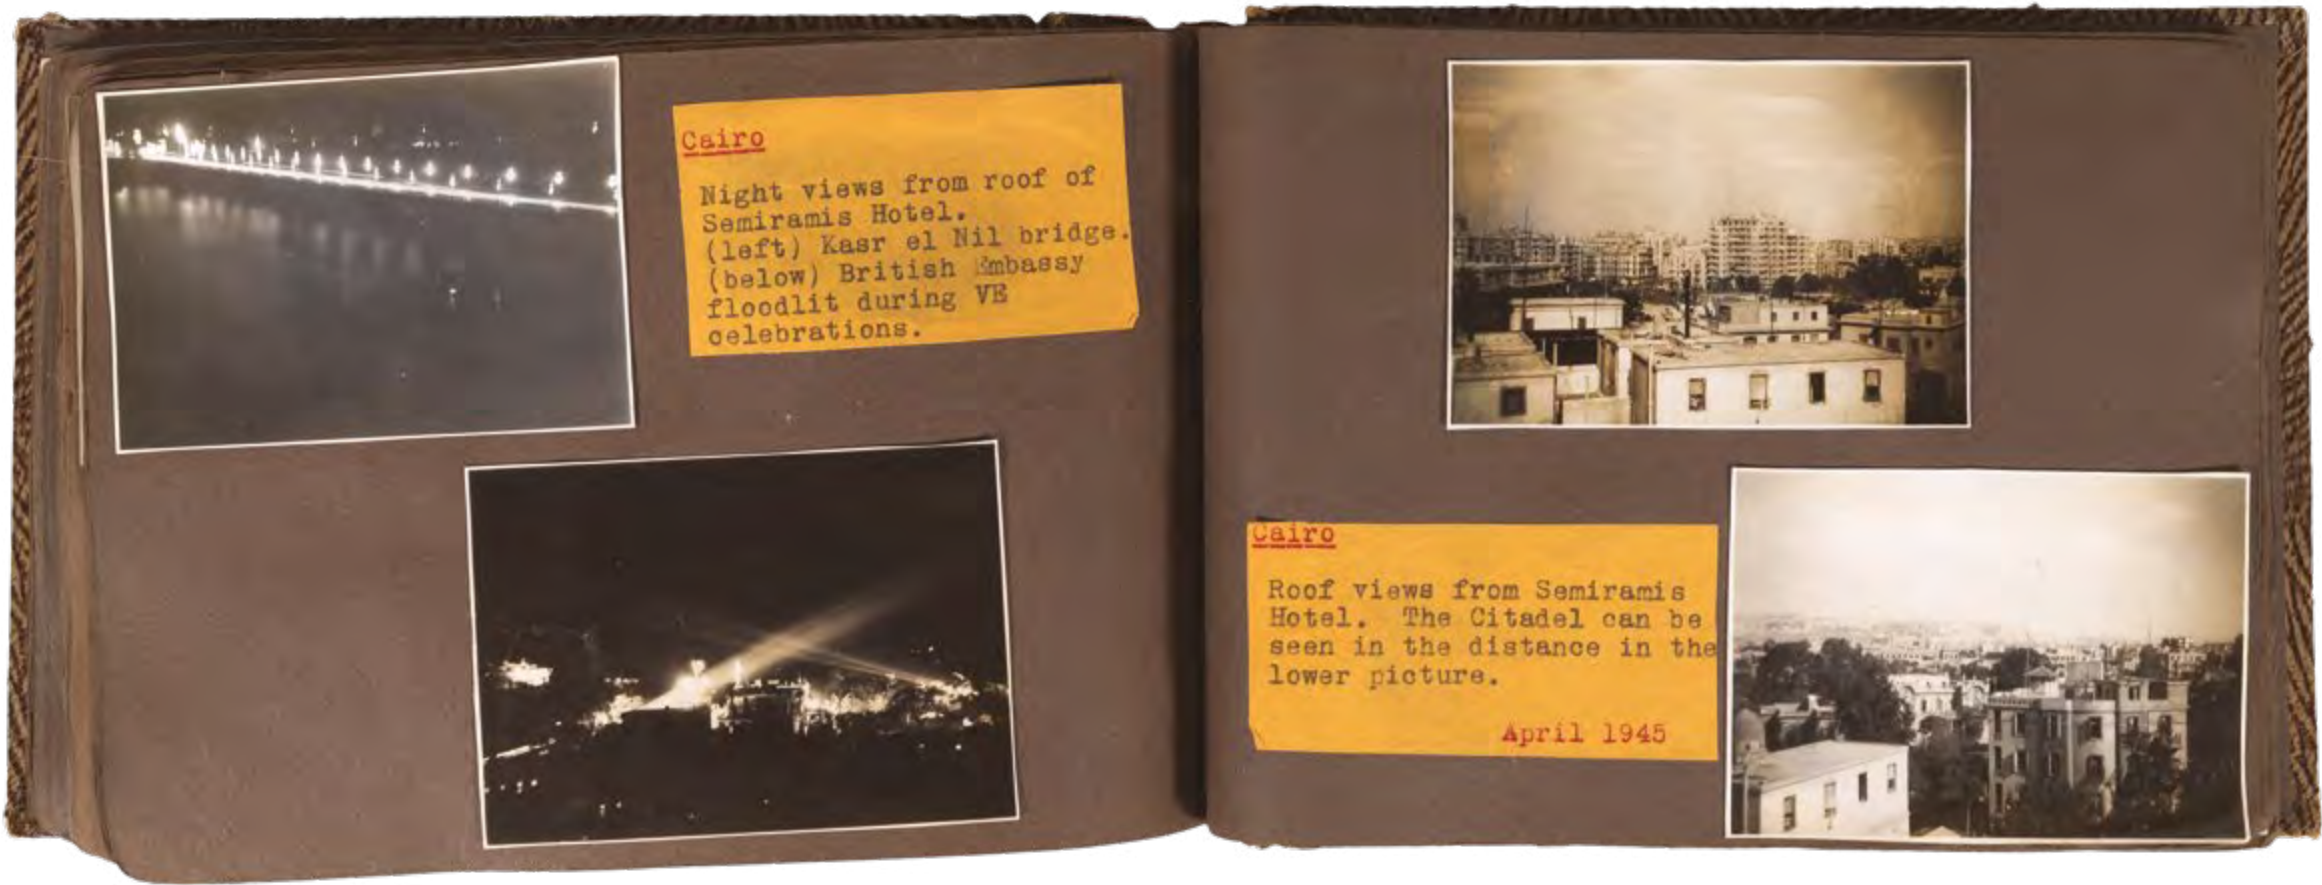 Cairo
Night views from roof of
Semiramis Hotel.
(left) Kasr el Nil bridge.
(below) British Embassy
floodlit during VE
celebrations.
Cairo
Roof views from Semiramis
Hotel. The Citadel can be
seen in the distance in the
lower picture.
April 1945